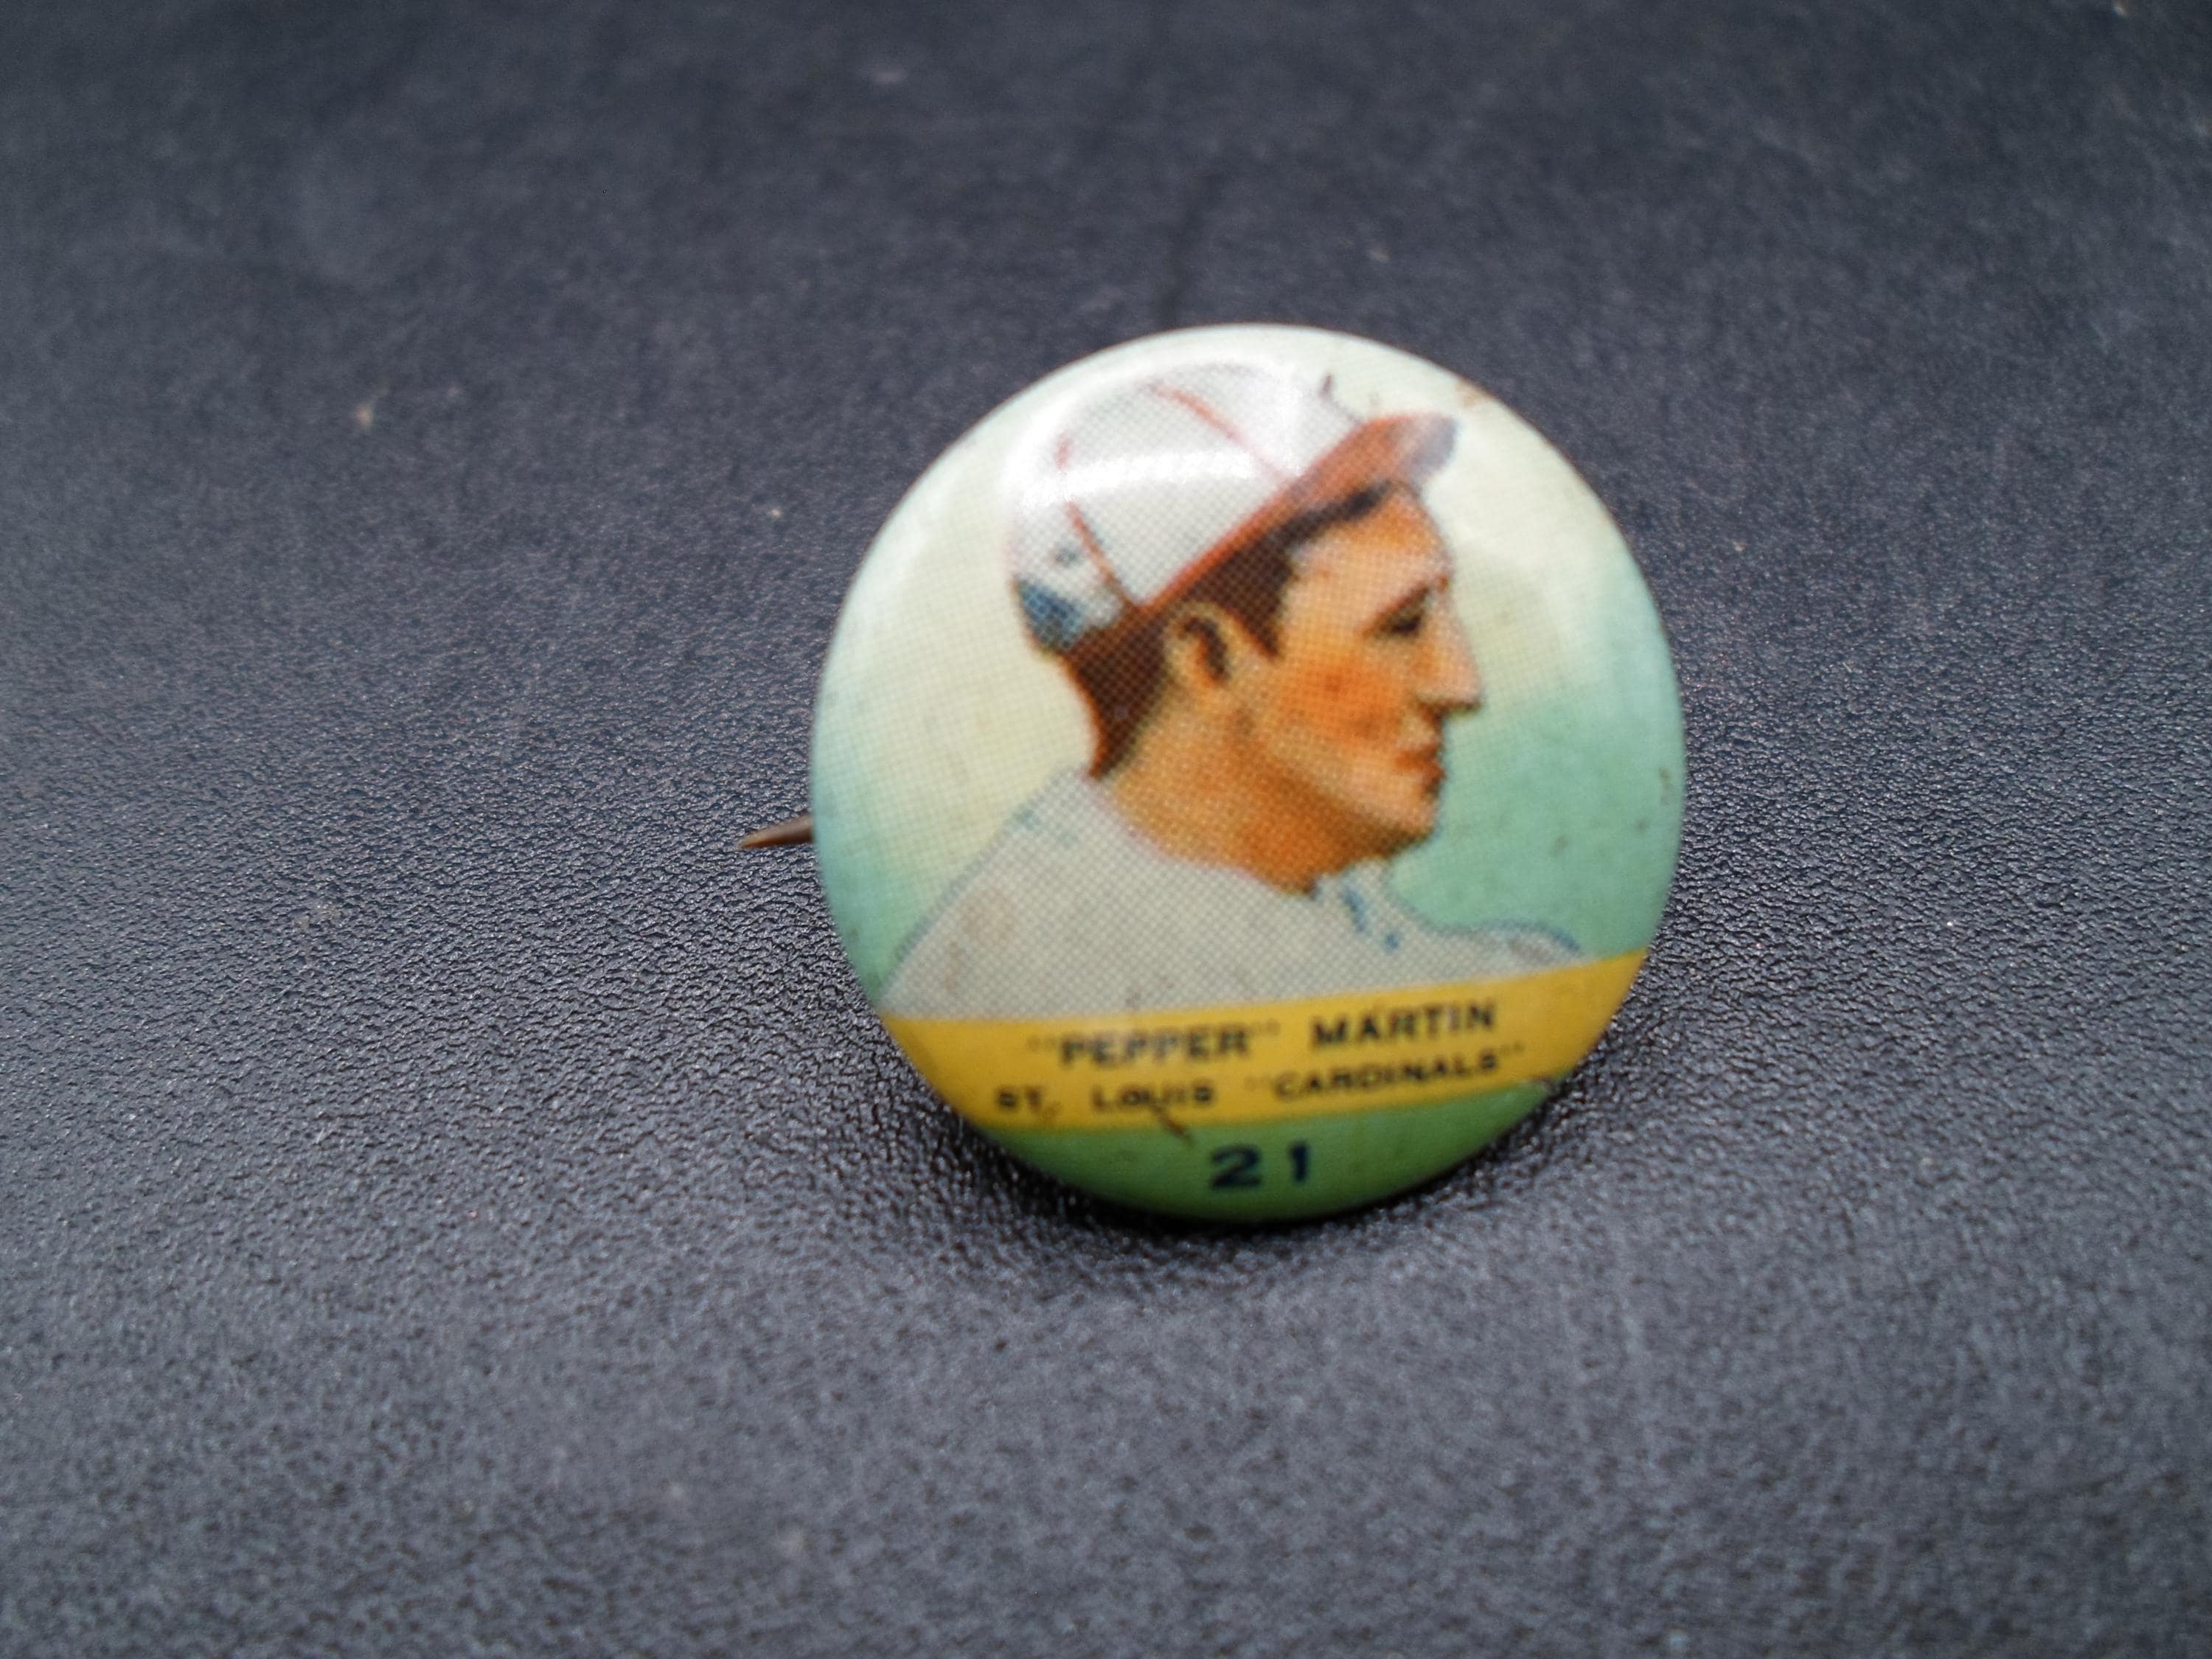 "PEPPER" MARTIN
ST. LOUIS "CARDINALS"
21